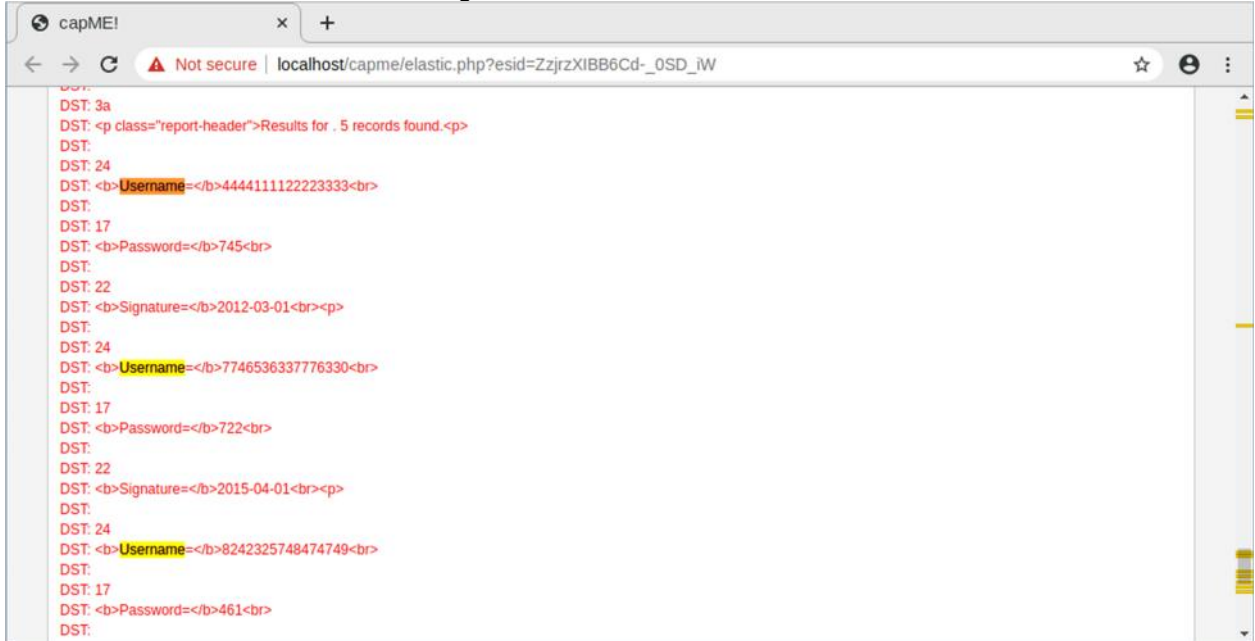 capME!
Not secure | localhost/capme/elastic.php?esid=ZzjrzXIBB6Cd-_0SD_iW
DST:
DST: 3a
DST: <p class="report-header">Results for . 5 records found.<p>
DST:
DST: 24
DST: <b>Username=</b>4444111122223333<br>
DST:
DST: 17
DST: <b>Password=</b>745<br>
DST:
DST: 22
DST: <b>Signature=</b>2012-03-01<br><p>
DST:
DST: 24
DST: <b>Username=</b>7746536337776330<br>
DST:
DST: 17
DST: <b>Password=</b>722<br>
DST:
DST: 22
DST: <b>Signature=</b>2015-04-01<br><p>
DST:
DST: 24
DST: <b>Username=</b>8242325748474749<br>
DST:
DST: 17
DST: <b>Password=</b>461<br>
DST: